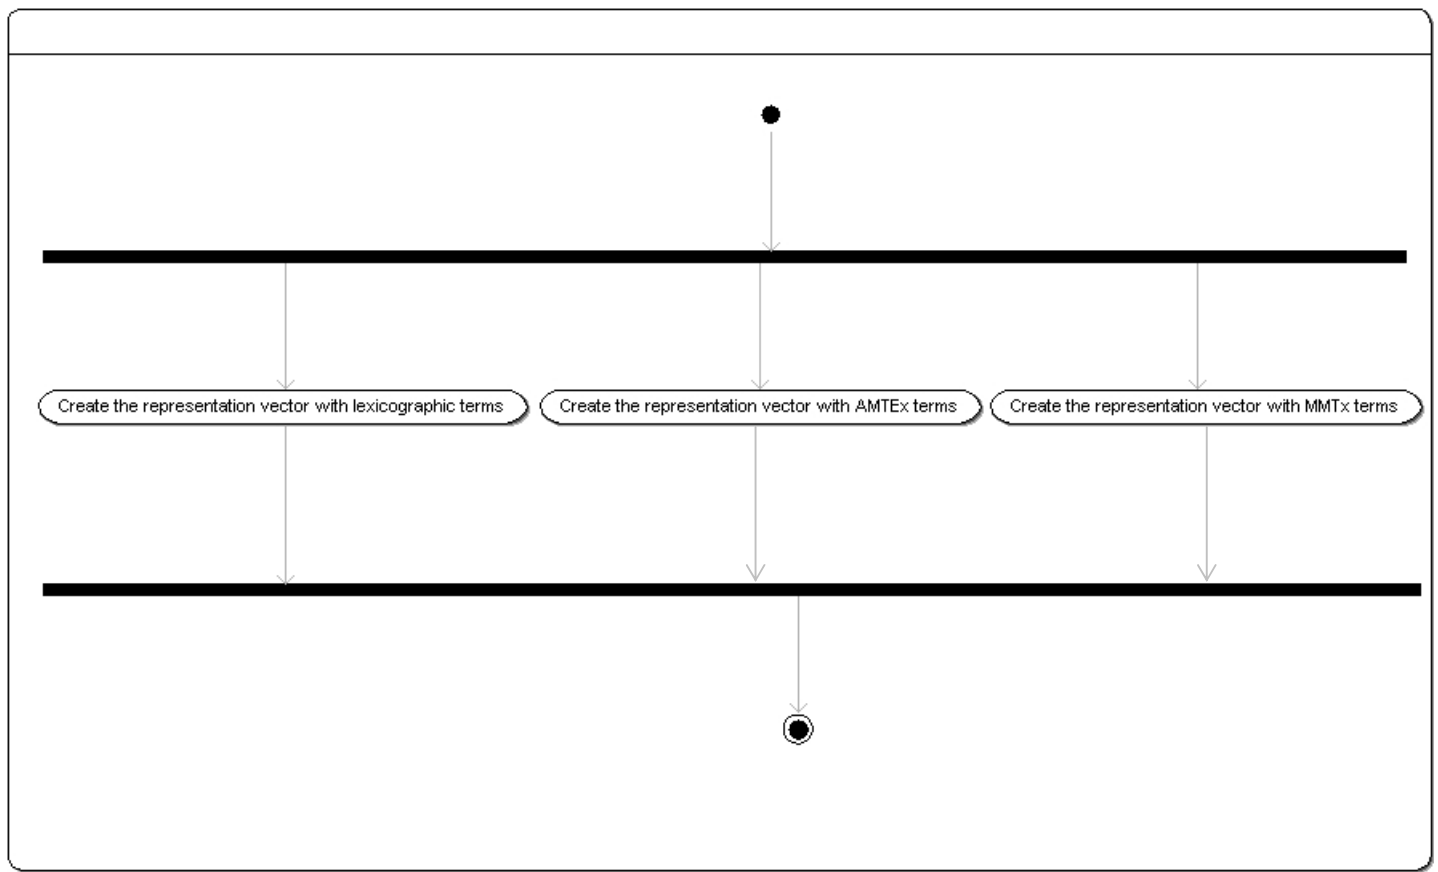 Create the representation vector with lexicographic terms
Create the representation vector with AMTEx terms
Create the representation vector with MMTx terms